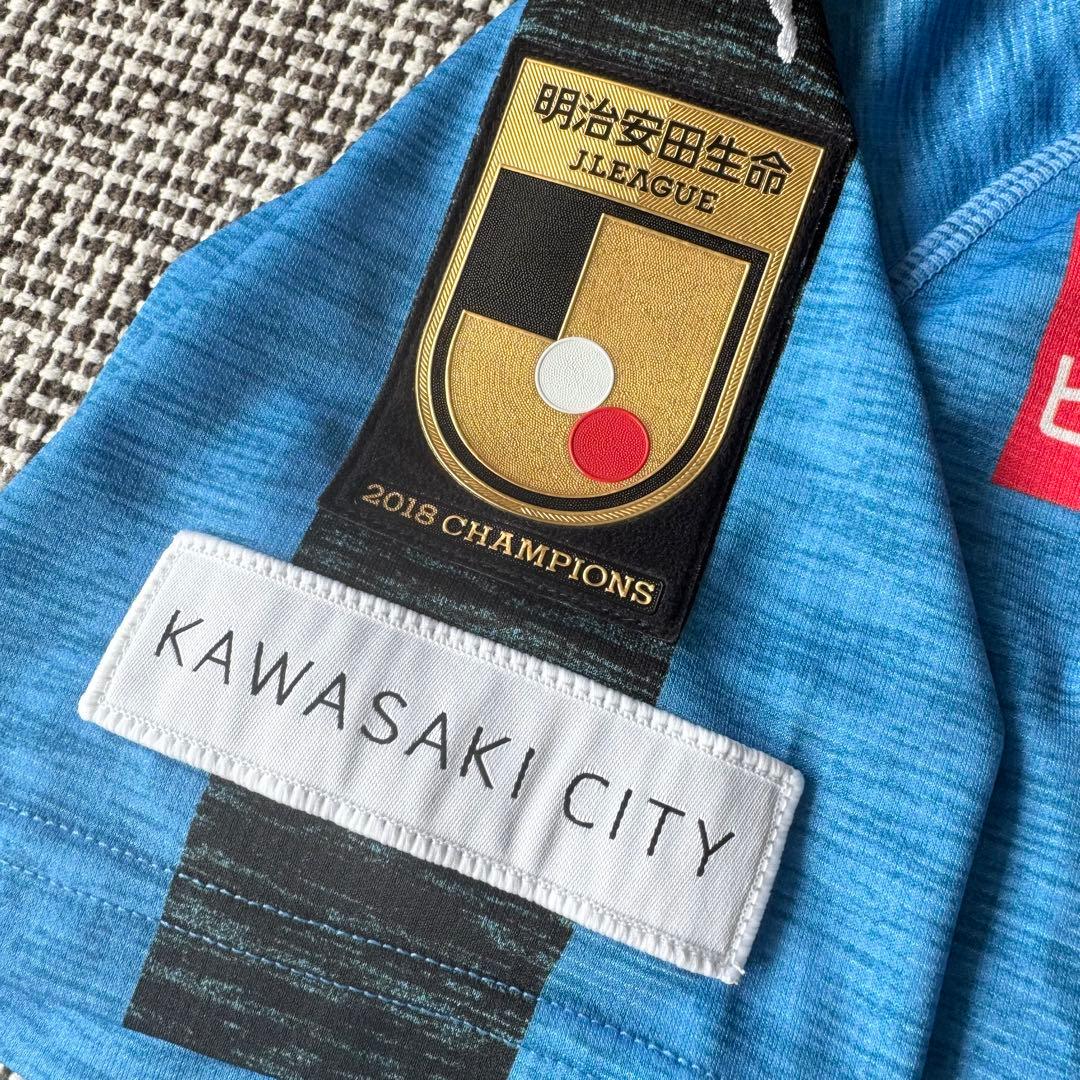 明治安田生命
J.LEAGUE
2018 CHAMPIONS
KAWASAKI CITY